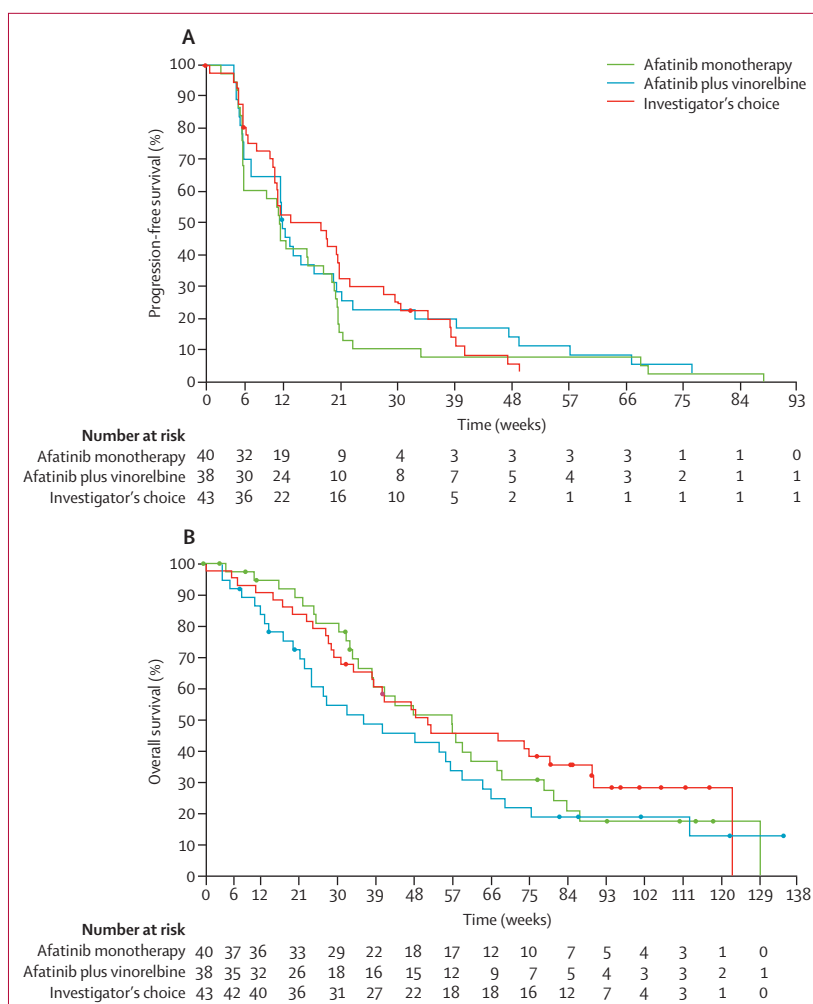 A
Afatinib monotherapy
Afatinib plus vinorelbine
Investigator's choice
Progression-free survival (%)
100
90
80
70
60
50
40
30
20
10
0
0 6 12 21 30 39 48 57 66 75 84 93
Time (weeks)
Number at risk
Afatinib monotherapy 40 32 19 9 4 3 3 3 3 1 1 0
Afatinib plus vinorelbine 38 30 24 10 8 7 5 4 3 2 1 1
Investigator's choice 43 36 22 16 10 5 2 1 1 1 1 1
B
Overall survival (%)
100
90
80
70
60
50
40
30
20
10
0
0 6 12 21 30 39 48 57 66 75 84 93 102 111 120 129 138
Time (weeks)
Number at risk
Afatinib monotherapy 40 37 36 33 29 22 18 17 12 10 7 5 4 3 1 0
Afatinib plus vinorelbine 38 35 32 26 18 16 15 12 9 7 5 4 3 3 2 1
Investigator's choice 43 42 40 36 31 27 22 18 18 16 12 7 4 3 1 0